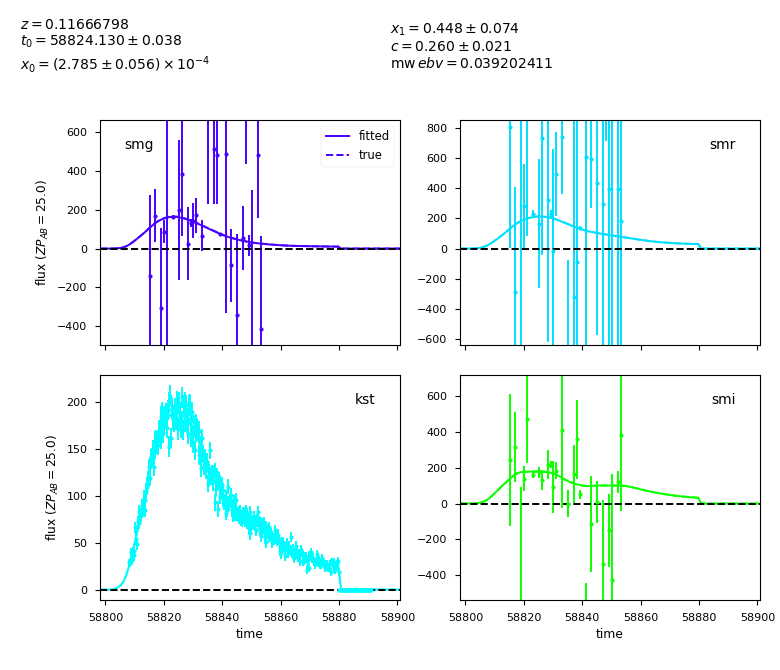 z = 0.11666798
t₀ = 58824.130 ± 0.038
x₀ = (2.785 ± 0.056) × 10⁻⁴
x₁ = 0.448 ± 0.074
c = 0.260 ± 0.021
mw ebv = 0.039202411
smg
fitted
true
600
400
200
0
−200
−400
flux (ZP_AB = 25.0)
smr
800
600
400
200
0
−200
−400
−600
kst
200
150
100
50
0
flux (ZP_AB = 25.0)
58800 58820 58840 58860 58880 58900
time
smi
600
400
200
0
−200
−400
58800 58820 58840 58860 58880 58900
time